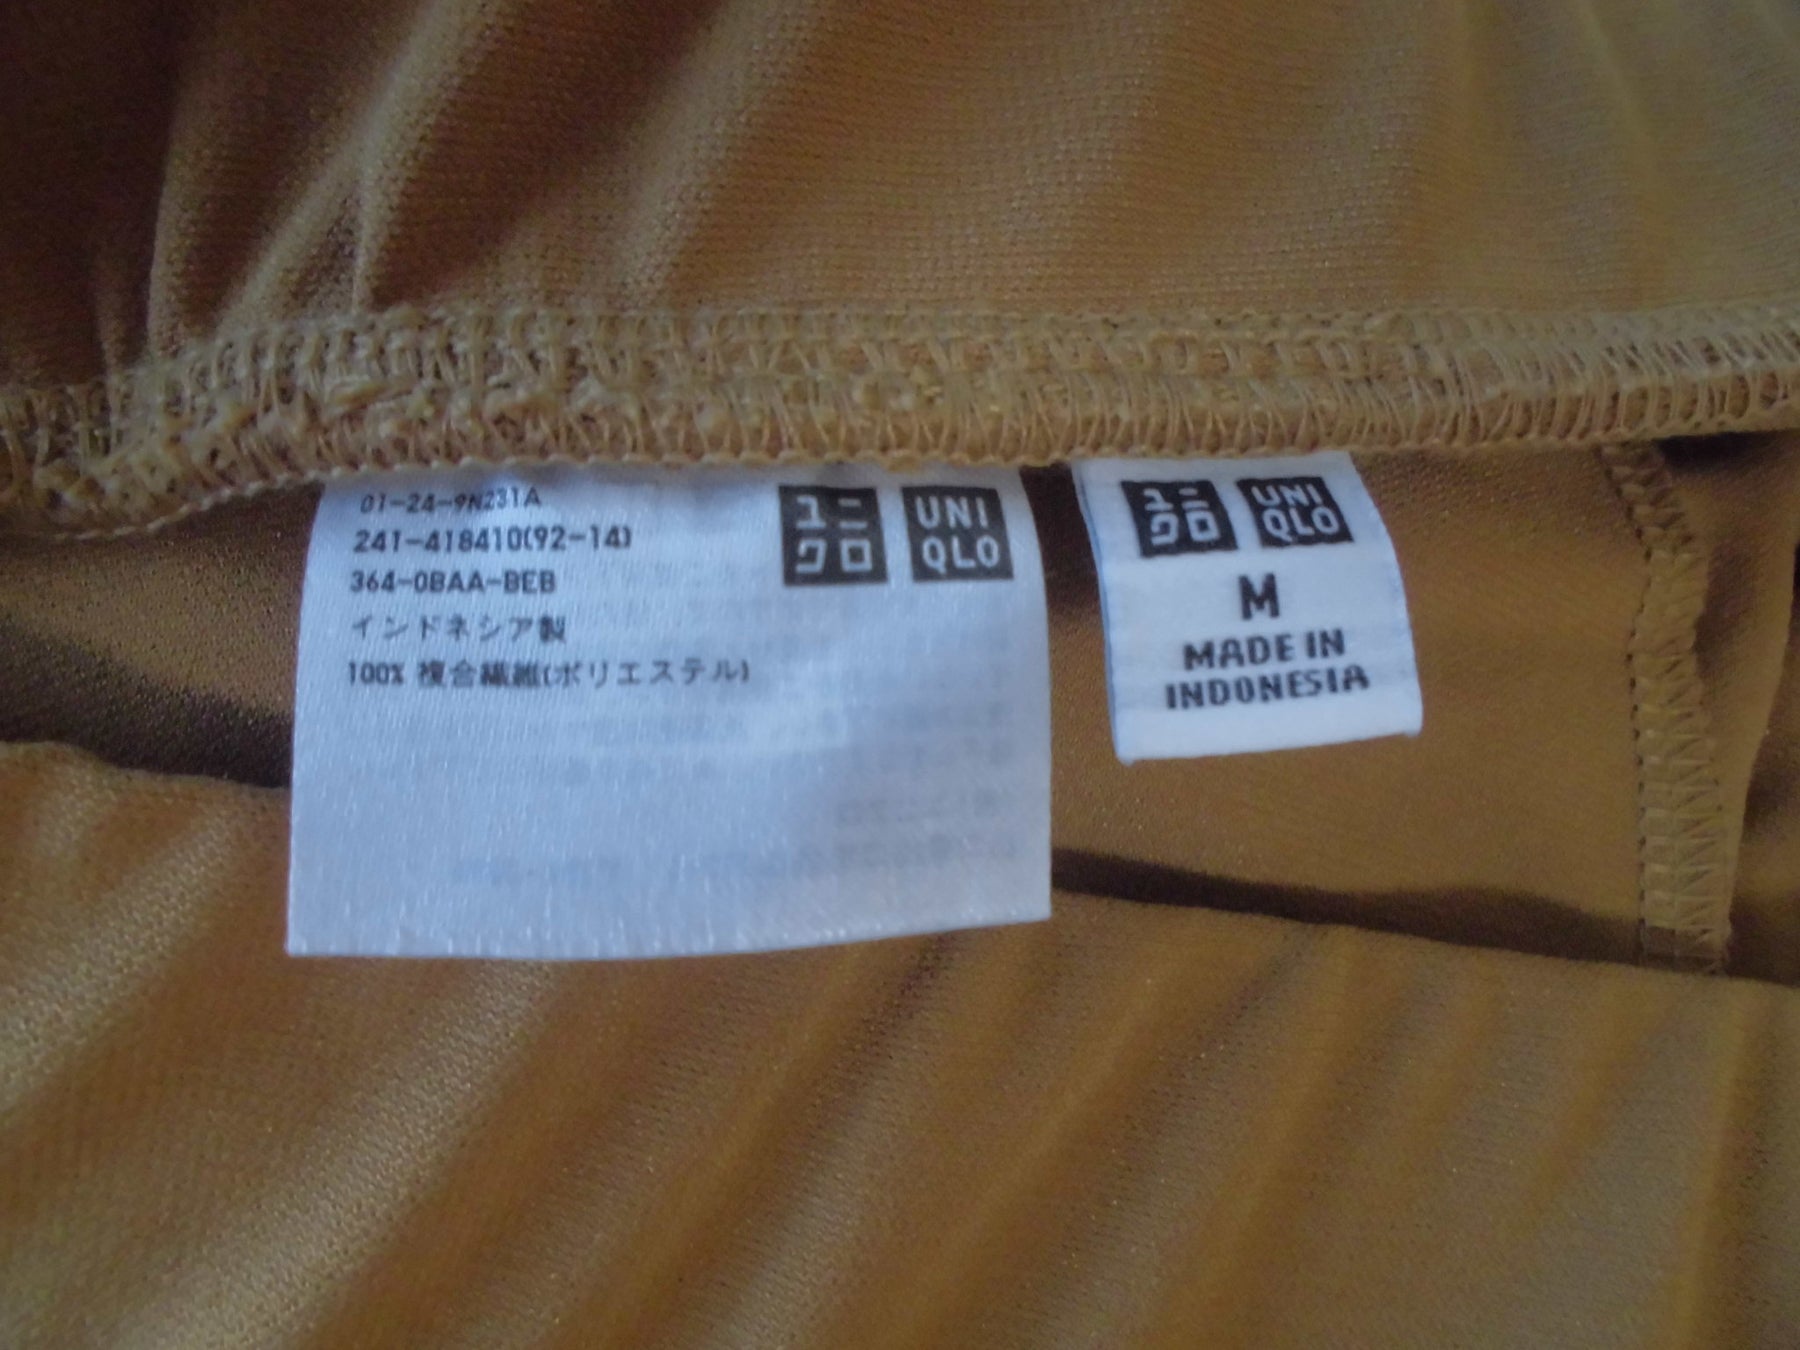 01-24-9N231A
241-418410(92-14)
364-0BAA-BEB
インドネシア製
100% 複合繊維(ポリエステル)
ユニ
クロ
UNI
QLO
ユニ
クロ
UNI
QLO
M
MADE IN
INDONESIA